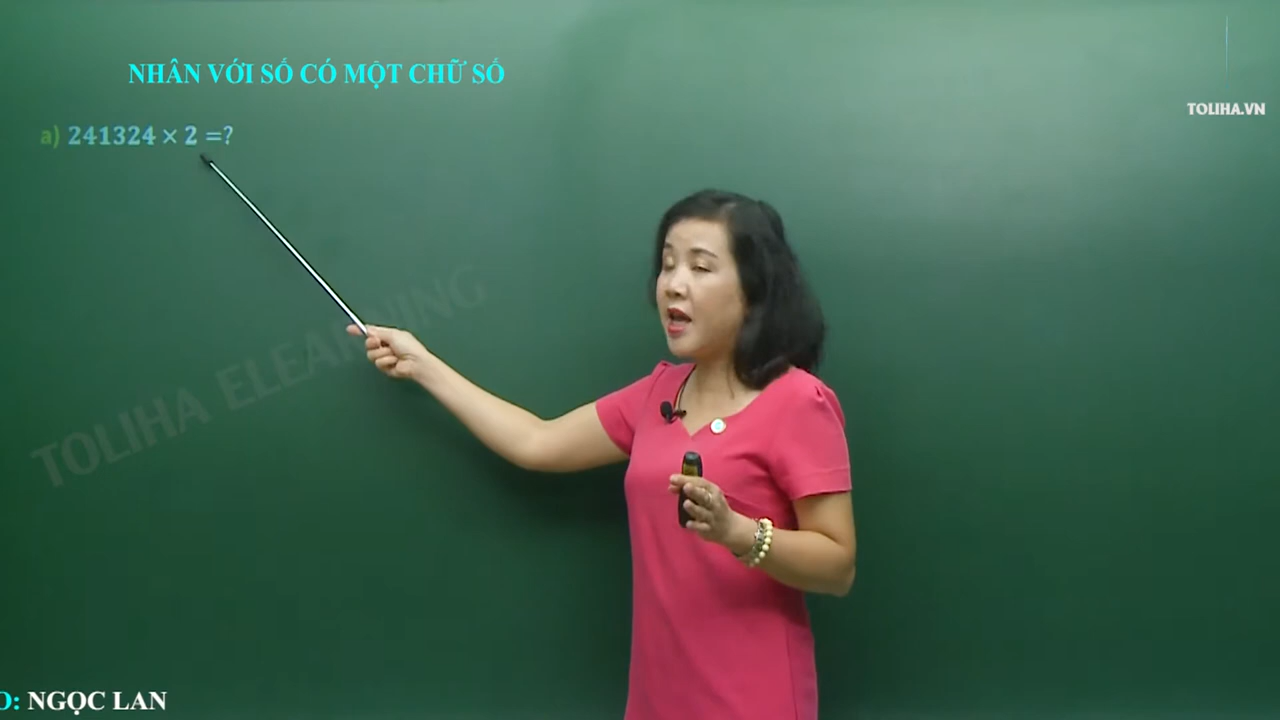 NHÂN VỚI SỐ CÓ MỘT CHỮ SỐ
TOLIHA.VN
a) 241324 × 2 =?
TOLIHA ELEARNING
O: NGỌC LAN